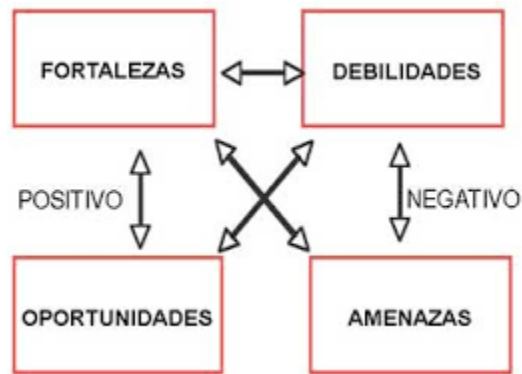 FORTALEZAS
DEBILIDADES
POSITIVO
NEGATIVO
OPORTUNIDADES
AMENAZAS